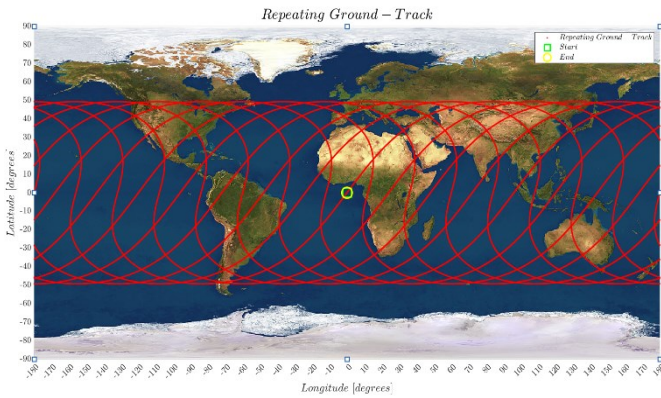 Repeating Ground − Track
Repeating Ground   Track
Start
End
Latitude [degrees]
90
80
70
60
50
40
30
20
10
0
-10
-20
-30
-40
-50
-60
-70
-80
-90
-180 -170 -160 -150 -140 -130 -120 -110 -100 -90 -80 -70 -60 -50 -40 -30 -20 -10 0 10 20 30 40 50 60 70 80 90 100 110 120 130 140 150 160 170 180
Longitude [degrees]